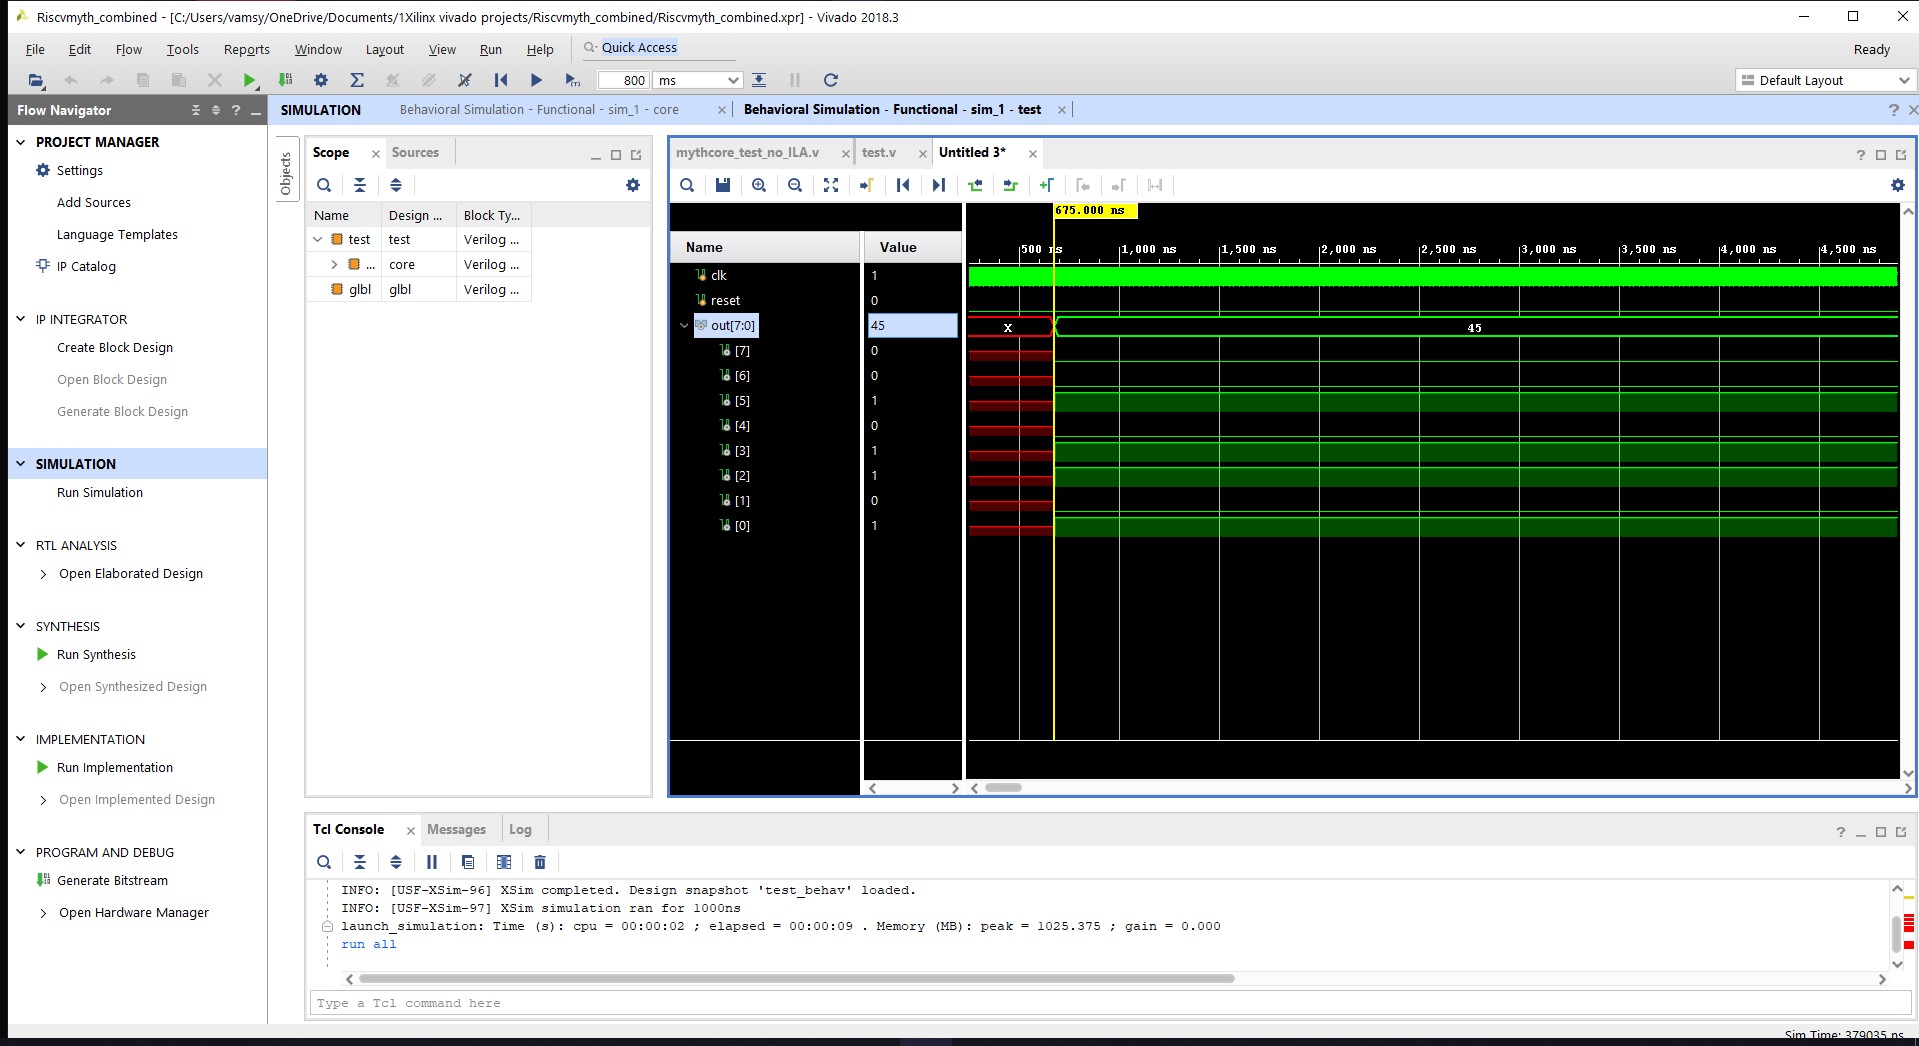 Riscvmyth_combined - [C:/Users/vamsy/OneDrive/Documents/1Xilinx vivado projects/Riscvmyth_combined/Riscvmyth_combined.xpr] - Vivado 2018.3
File Edit Flow Tools Reports Window Layout View Run Help Quick Access Ready
800 ms Default Layout
Flow Navigator
PROJECT MANAGER
Settings
Add Sources
Language Templates
IP Catalog
IP INTEGRATOR
Create Block Design
Open Block Design
Generate Block Design
SIMULATION
Run Simulation
RTL ANALYSIS
Open Elaborated Design
SYNTHESIS
Run Synthesis
Open Synthesized Design
IMPLEMENTATION
Run Implementation
Open Implemented Design
PROGRAM AND DEBUG
Generate Bitstream
Open Hardware Manager
SIMULATION Behavioral Simulation - Functional - sim_1 - core Behavioral Simulation - Functional - sim_1 - test
Objects
Scope Sources
Name Design ... Block Ty...
test test Verilog ...
... core Verilog ...
glbl glbl Verilog ...
mythcore_test_no_ILA.v test.v Untitled 3*
675.000 ns
Name Value 500 ns 1,000 ns 1,500 ns 2,000 ns 2,500 ns 3,000 ns 3,500 ns 4,000 ns 4,500 ns
clk 1
reset 0
out[7:0] 45 X 45
[7] 0
[6] 0
[5] 1
[4] 0
[3] 1
[2] 1
[1] 0
[0] 1
Tcl Console Messages Log
INFO: [USF-XSim-96] XSim completed. Design snapshot 'test_behav' loaded.
INFO: [USF-XSim-97] XSim simulation ran for 1000ns
launch_simulation: Time (s): cpu = 00:00:02 ; elapsed = 00:00:09 . Memory (MB): peak = 1025.375 ; gain = 0.000
run all
Type a Tcl command here
Sim Time: 379035 ns